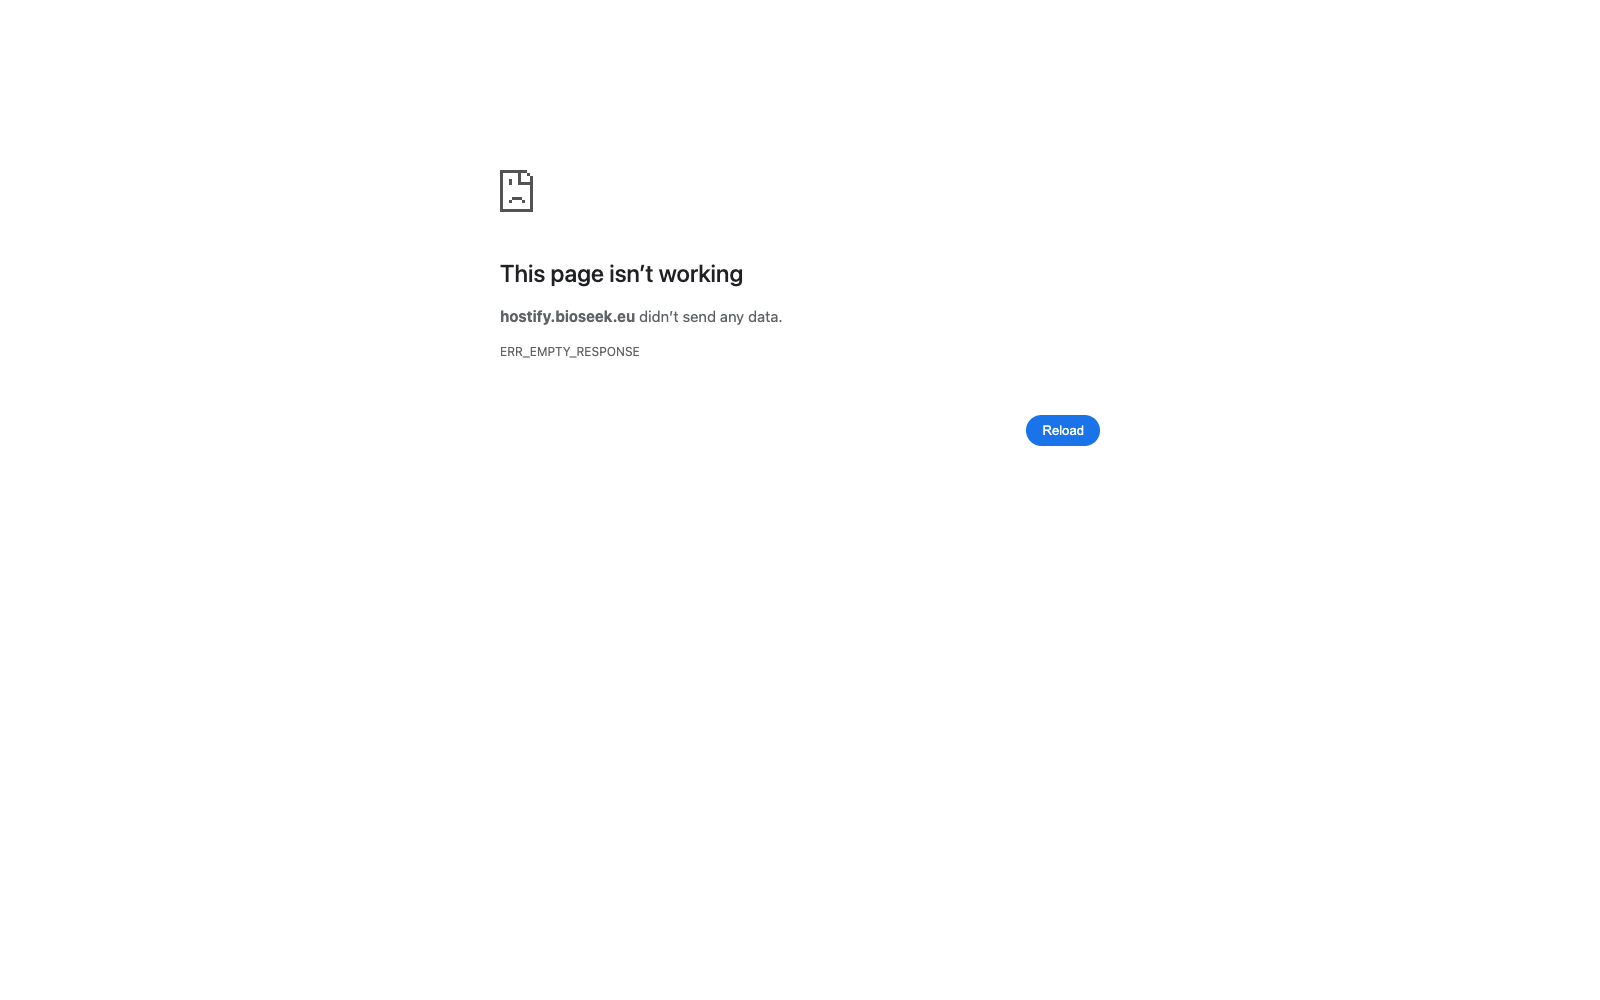 This page isn’t working
hostify.bioseek.eu didn’t send any data.
ERR_EMPTY_RESPONSE
Reload